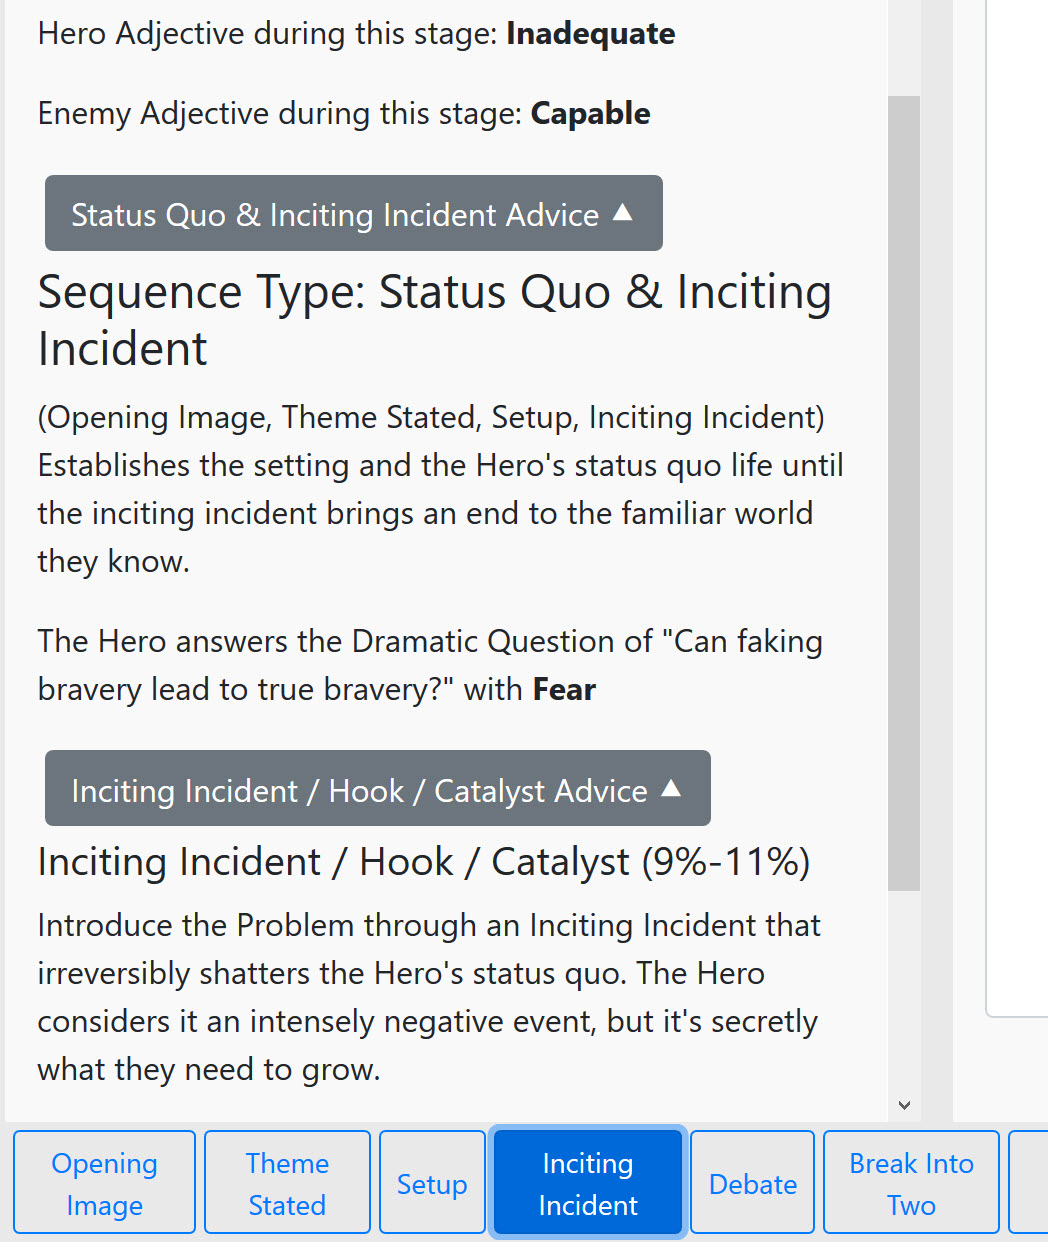 Hero Adjective during this stage: Inadequate
Enemy Adjective during this stage: Capable
Status Quo & Inciting Incident Advice ▲
Sequence Type: Status Quo & Inciting
Incident
(Opening Image, Theme Stated, Setup, Inciting Incident)
Establishes the setting and the Hero's status quo life until
the inciting incident brings an end to the familiar world
they know.
The Hero answers the Dramatic Question of "Can faking
bravery lead to true bravery?" with Fear
Inciting Incident / Hook / Catalyst Advice ▲
Inciting Incident / Hook / Catalyst (9%-11%)
Introduce the Problem through an Inciting Incident that
irreversibly shatters the Hero's status quo. The Hero
considers it an intensely negative event, but it's secretly
what they need to grow.
Opening
Image
Theme
Stated
Setup
Inciting
Incident
Debate
Break Into
Two